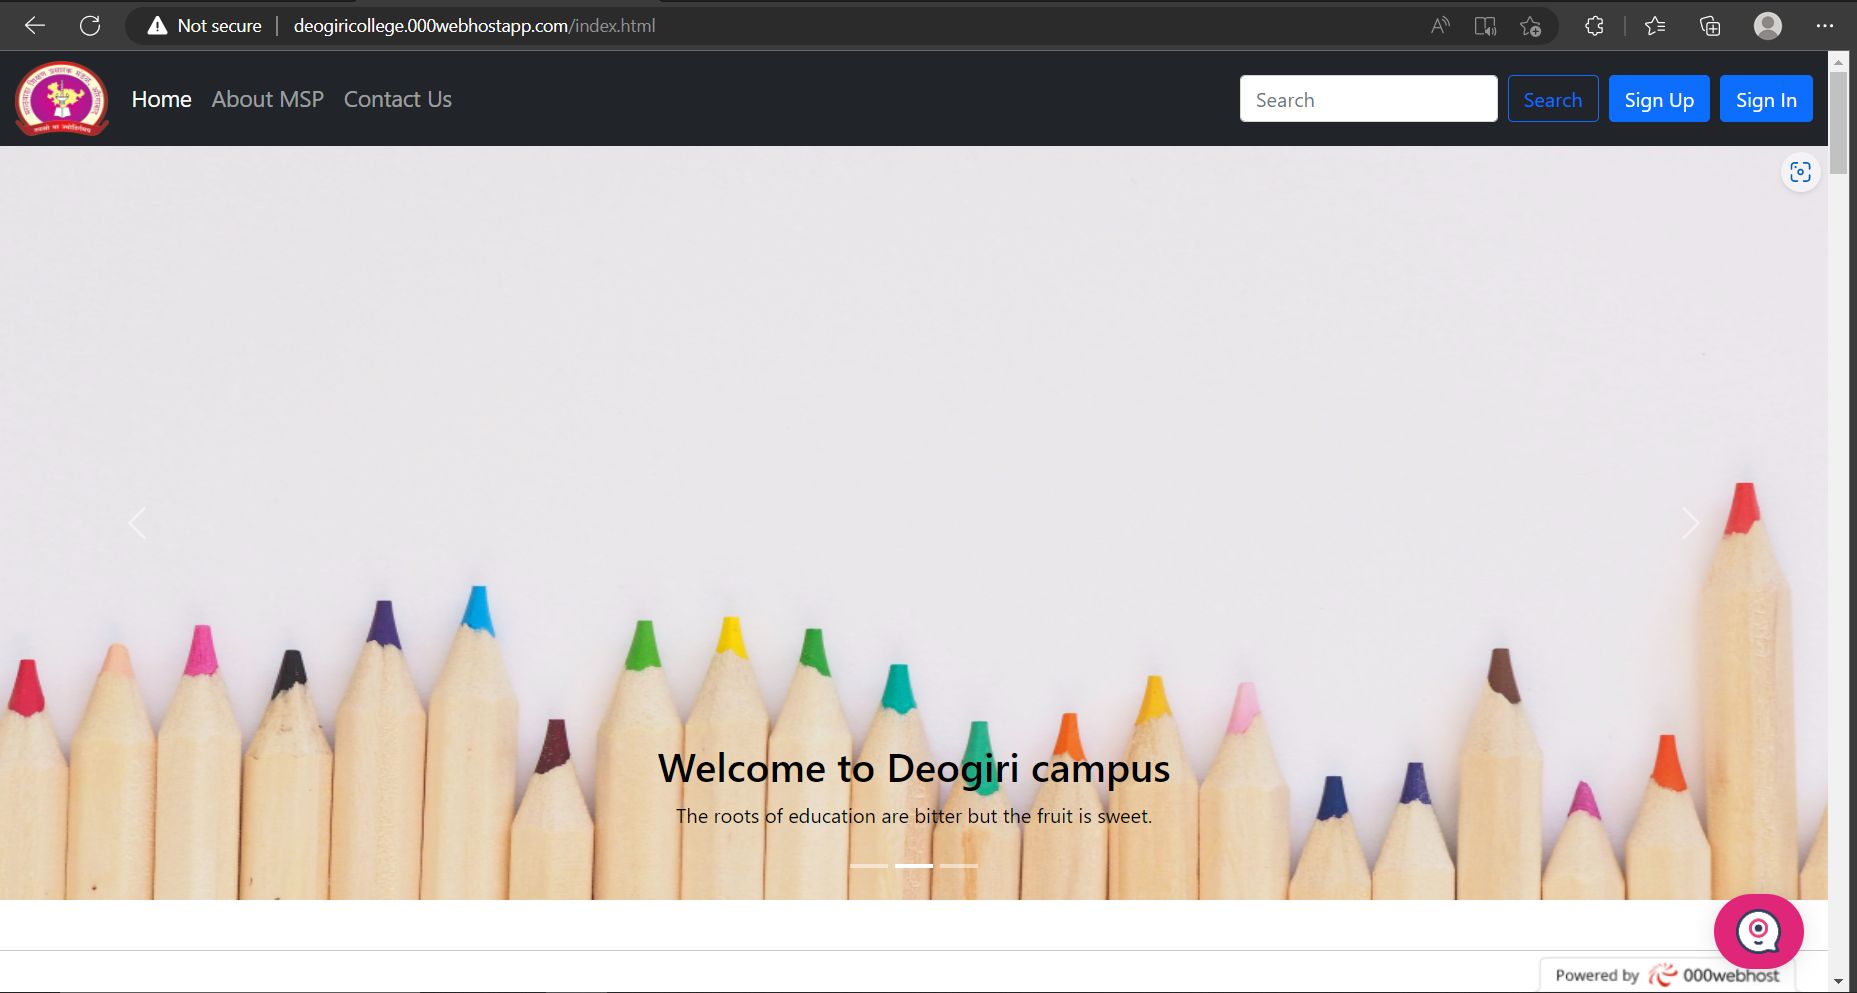 Not secure
deogiricollege.000webhostapp.com/index.html
Home About MSP Contact Us
Search
Search
Sign Up
Sign In
Welcome to Deogiri campus
The roots of education are bitter but the fruit is sweet.
Powered by 000webhost